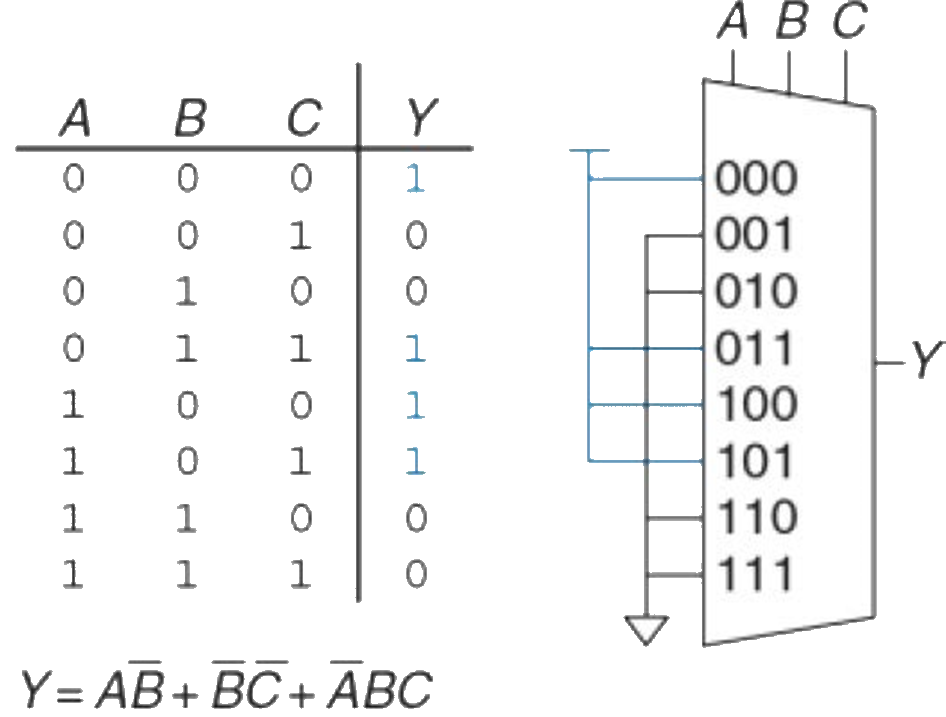 A B C Y
0 0 0 1
0 0 1 0
0 1 0 0
0 1 1 1
1 0 0 1
1 0 1 1
1 1 0 0
1 1 1 0
Y = AB̅ + B̅C̅ + A̅BC
A B C
000
001
010
011
100
101
110
111
Y